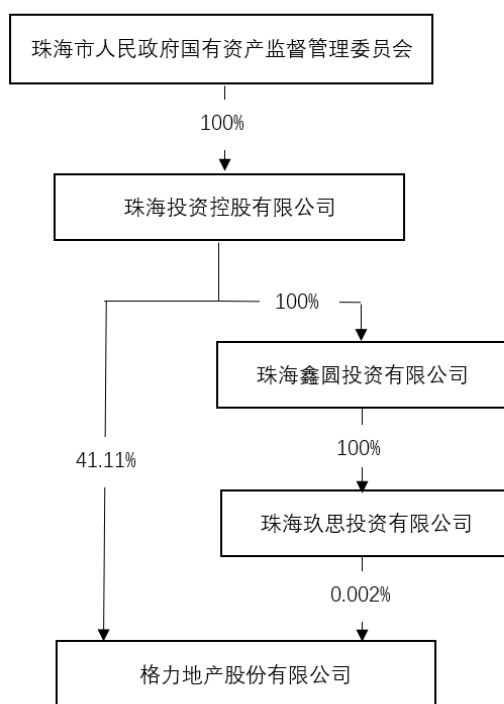 珠海市人民政府国有资产监督管理委员会
100%
珠海投资控股有限公司
100%
珠海鑫圆投资有限公司
41.11%
100%
珠海玖思投资有限公司
0.002%
格力地产股份有限公司